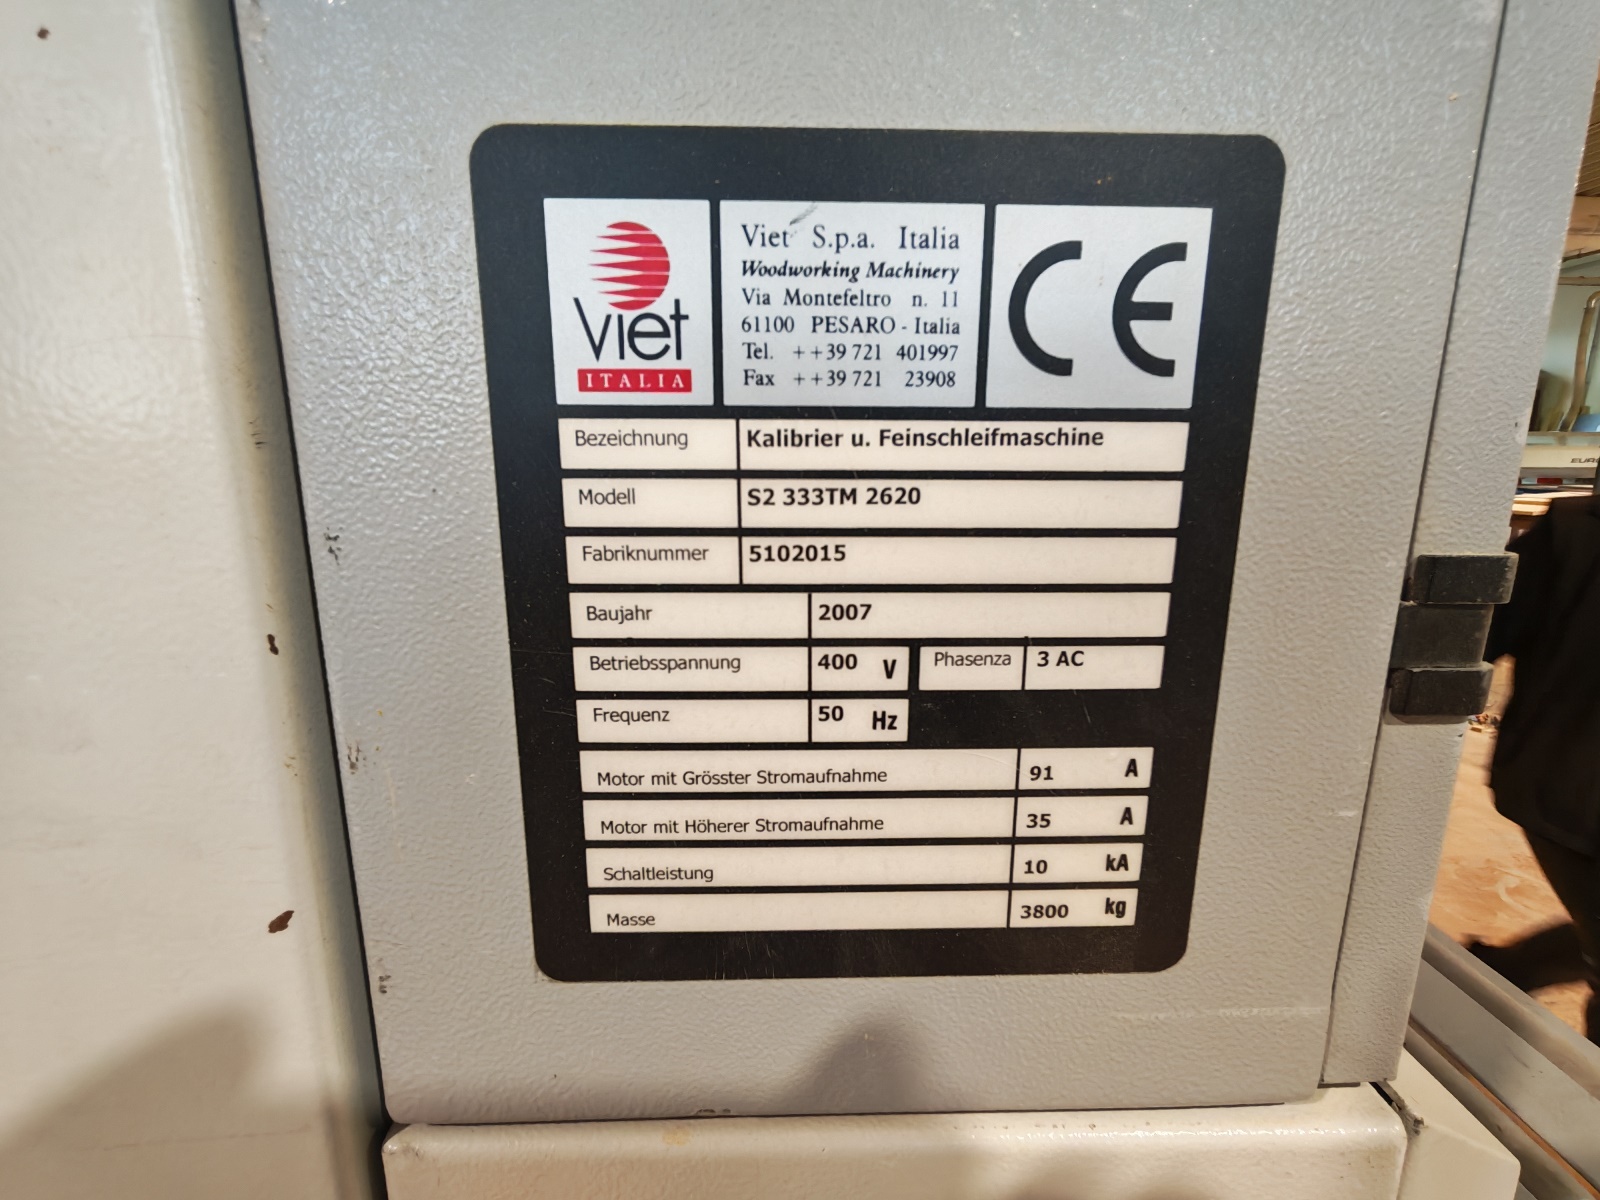 Viet
ITALIA
Viet S.p.a. Italia
Woodworking Machinery
Via Montefeltro n. 11
61100 PESARO - Italia
Tel. ++39 721 401997
Fax ++39 721 23908
CE
Bezeichnung Kalibrier u. Feinschleifmaschine
Modell S2 333TM 2620
Fabriknummer 5102015
Baujahr 2007
Betriebsspannung 400 V Phasenza 3 AC
Frequenz 50 Hz
Motor mit Grösster Stromaufnahme 91 A
Motor mit Höherer Stromaufnahme 35 A
Schaltleistung 10 kA
Masse 3800 kg